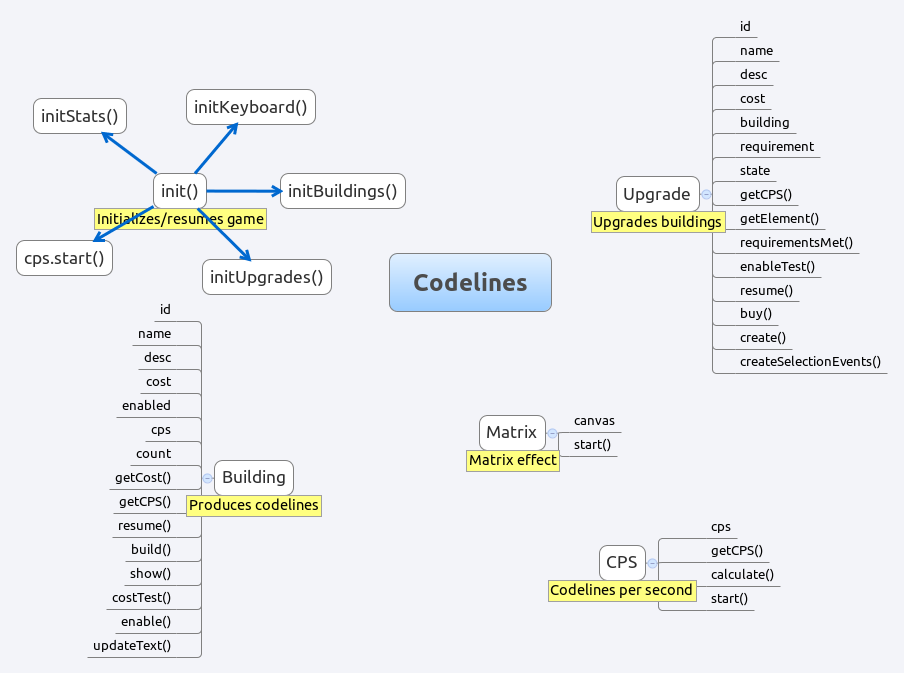 initStats()
initKeyboard()
init()
Initializes/resumes game
initBuildings()
cps.start()
initUpgrades()
Codelines
Upgrade
Upgrades buildings
id
name
desc
cost
building
requirement
state
getCPS()
getElement()
requirementsMet()
enableTest()
resume()
buy()
create()
createSelectionEvents()
id
name
desc
cost
enabled
cps
count
getCost()
getCPS()
resume()
build()
show()
costTest()
enable()
updateText()
Building
Produces codelines
Matrix
Matrix effect
canvas
start()
CPS
Codelines per second
cps
getCPS()
calculate()
start()